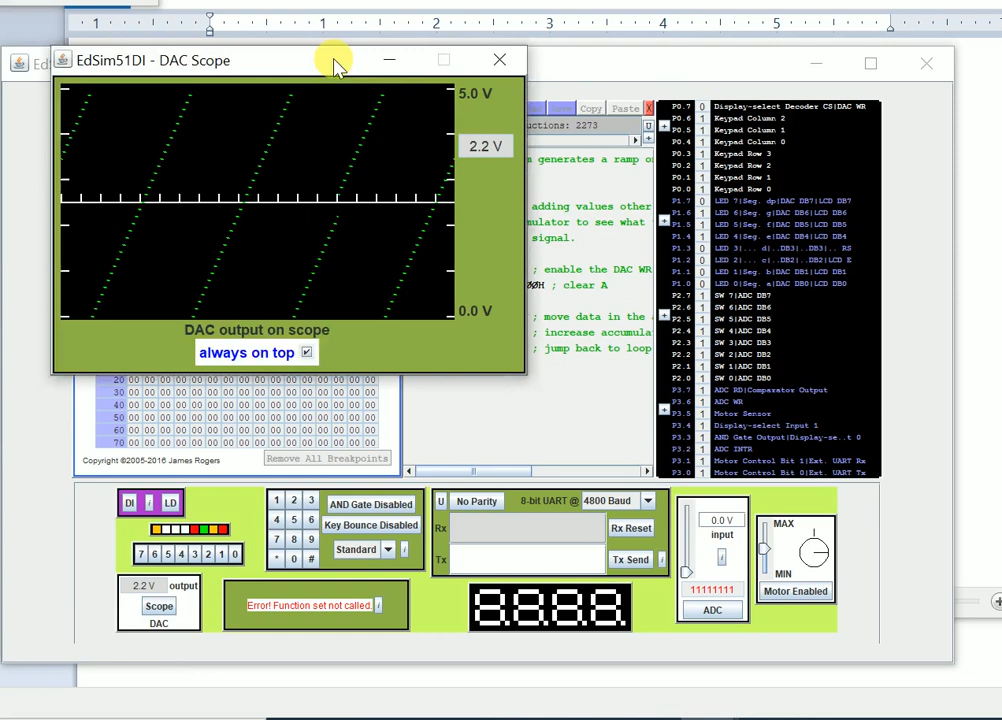 1 2 3 4 5
EdSim51DI - DAC Scope
5.0 V
2.2 V
0.0 V
DAC output on scope
always on top
Copy Paste X
uctions: 2273
U
m generates a ramp o
adding values other
mulator to see what
signal.
; enable the DAC WR
00H ; clear A
; move data in the a
; increase accumula
; jump back to loop
P0.7 0 Display-select Decoder CS|DAC WR
P0.6 1 Keypad Column 2
P0.5 1 Keypad Column 1
P0.4 1 Keypad Column 0
P0.3 1 Keypad Row 3
P0.2 1 Keypad Row 2
P0.1 1 Keypad Row 1
P0.0 1 Keypad Row 0
P1.7 0 LED 7|Seg. dp|DAC DB7|LCD DB7
P1.6 1 LED 6|Seg. g|DAC DB6|LCD DB6
P1.5 1 LED 5|Seg. f|DAC DB5|LCD DB5
P1.4 1 LED 4|Seg. e|DAC DB4|LCD DB4
P1.3 0 LED 3|... d|..DB3|..DB3|.. RS
P1.2 0 LED 2|... c|..DB2|..DB2|LCD E
P1.1 0 LED 1|Seg. b|DAC DB1|LCD DB1
P1.0 0 LED 0|Seg. a|DAC DB0|LCD DB0
P2.7 1 SW 7|ADC DB7
P2.6 1 SW 6|ADC DB6
P2.5 1 SW 5|ADC DB5
P2.4 1 SW 4|ADC DB4
P2.3 1 SW 3|ADC DB3
P2.2 1 SW 2|ADC DB2
P2.1 1 SW 1|ADC DB1
P2.0 1 SW 0|ADC DB0
P3.7 1 ADC RD|Comparator Output
P3.6 1 ADC WR
P3.5 1 Motor Sensor
P3.4 1 Display-select Input 1
P3.3 1 AND Gate Output|Display-se..t 0
P3.2 1 ADC INTR
P3.1 1 Motor Control Bit 1|Ext. UART Rx
P3.0 1 Motor Control Bit 0|Ext. UART Tx
20 00 00 00 00 00 00 00 00 00 00 00 00 00 00 00 00
30 00 00 00 00 00 00 00 00 00 00 00 00 00 00 00 00
40 00 00 00 00 00 00 00 00 00 00 00 00 00 00 00 00
50 00 00 00 00 00 00 00 00 00 00 00 00 00 00 00 00
60 00 00 00 00 00 00 00 00 00 00 00 00 00 00 00 00
70 00 00 00 00 00 00 00 00 00 00 00 00 00 00 00 00
Copyright ©2005-2016 James Rogers
Remove All Breakpoints
DI i LD
7 6 5 4 3 2 1 0
2.2 V output
Scope
DAC
1 2 3
4 5 6
7 8 9
* 0 #
AND Gate Disabled
Key Bounce Disabled
Standard i
Error! Function set not called. i
U No Parity 8-bit UART @ 4800 Baud
Rx Rx Reset
Tx Tx Send i
8.8.8.8.
0.0 V
input
i
11111111
ADC
MAX
MIN
Motor Enabled